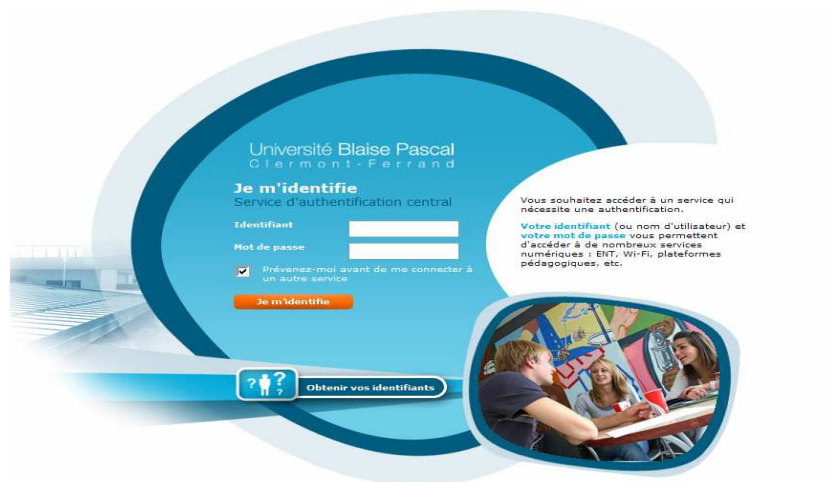 Université Blaise Pascal
Clermont-Ferrand
Je m'identifie
Service d'authentification central
Identifiant
Mot de passe
Prévenez-moi avant de me connecter à
un autre service
Je m'identifie
Obtenir vos identifiants
Vous souhaitez accéder à un service qui
nécessite une authentification.
Votre identifiant (ou nom d'utilisateur) et
votre mot de passe vous permettent
d'accéder à de nombreux services
numériques : ENT, Wi-Fi, plateformes
pédagogiques, etc.